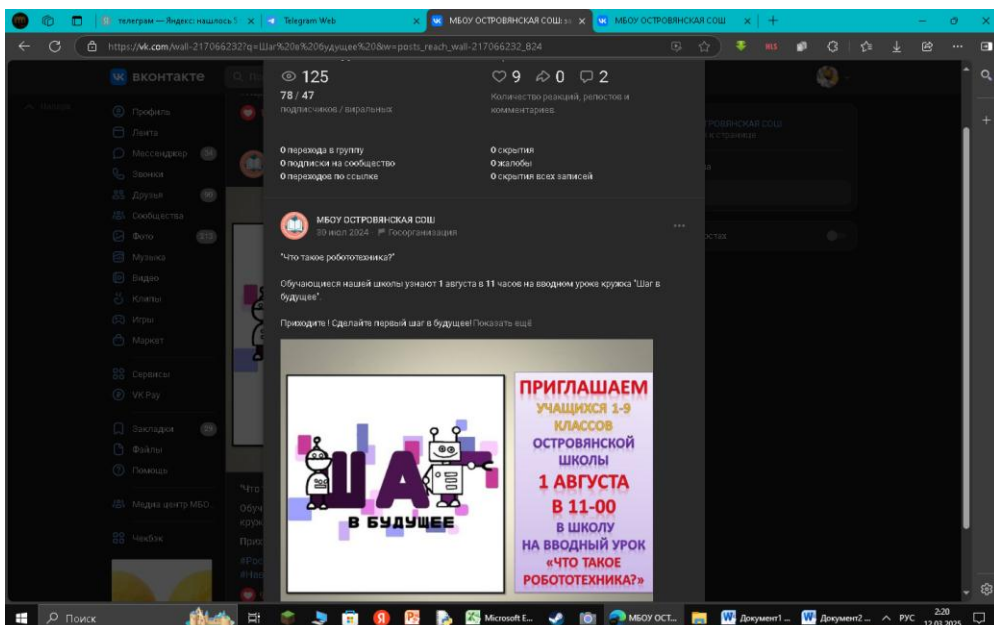 телеграм — Яндекс: нашлось 5
Telegram Web
МБОУ ОСТРОВЯНСКАЯ СОШ: за
МБОУ ОСТРОВЯНСКАЯ СОШ
https://vk.com/wall-217066232?q=Шаг%20в%20будущее%20&w=posts_reach_wall-217066232_824
ВКОНТАКТЕ
Профиль
Лента
Мессенджер 34
Звонки
Друзья 90
Сообщества
Фото 312
Музыка
Видео
Клипы
Игры
Маркет
Сервисы
VK Pay
Закладки 29
Файлы
Помощь
Медиа центр МБО
Чекбэк
125
9 0 2
78 / 47
подписчиков / виральных
Количество реакций, репостов и
комментариев.
0 перехода в группу
0 подписки на сообщество
0 переходов по ссылке
0 скрытия
0 жалобы
0 скрытия всех записей
МБОУ ОСТРОВЯНСКАЯ СОШ
30 июл 2024 · Госорганизация
"Что такое робототехника?"
Обучающиеся нашей школы узнают 1 августа в 11 часов на вводном уроке кружка "Шаг в
будущее".
Приходите ! Сделайте первый шаг в будущее! Показать ещё
ШАГ
В БУДУЩЕЕ
ПРИГЛАШАЕМ
УЧАЩИХСЯ 1-9
КЛАССОВ
ОСТРОВЯНСКОЙ
ШКОЛЫ
1 АВГУСТА
В 11-00
В ШКОЛУ
НА ВВОДНЫЙ УРОК
«ЧТО ТАКОЕ
РОБОТОТЕХНИКА?»
Поиск
Microsoft E...
МБОУ ОСТ...
Документ1 ...
Документ2 ...
РУС
2:20
12.03.2025